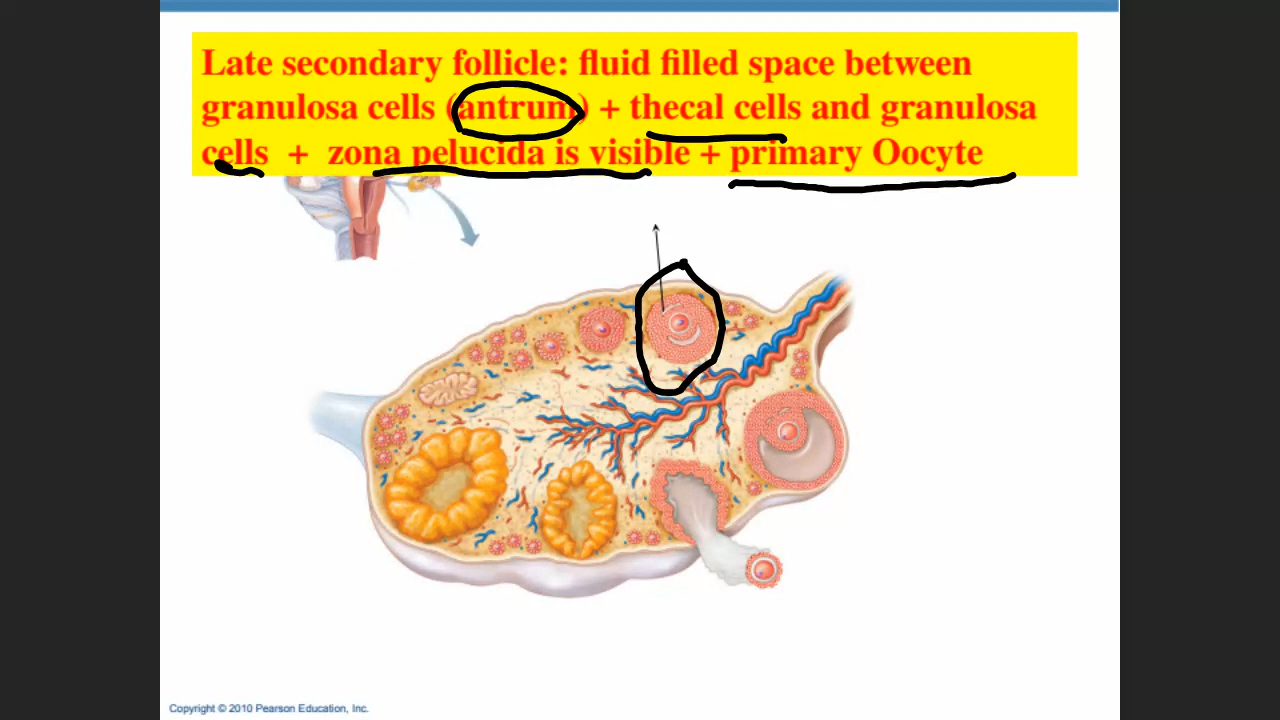 Late secondary follicle: fluid filled space between
granulosa cells (antrum) + thecal cells and granulosa
cells + zona pelucida is visible + primary Oocyte
Copyright © 2010 Pearson Education, Inc.